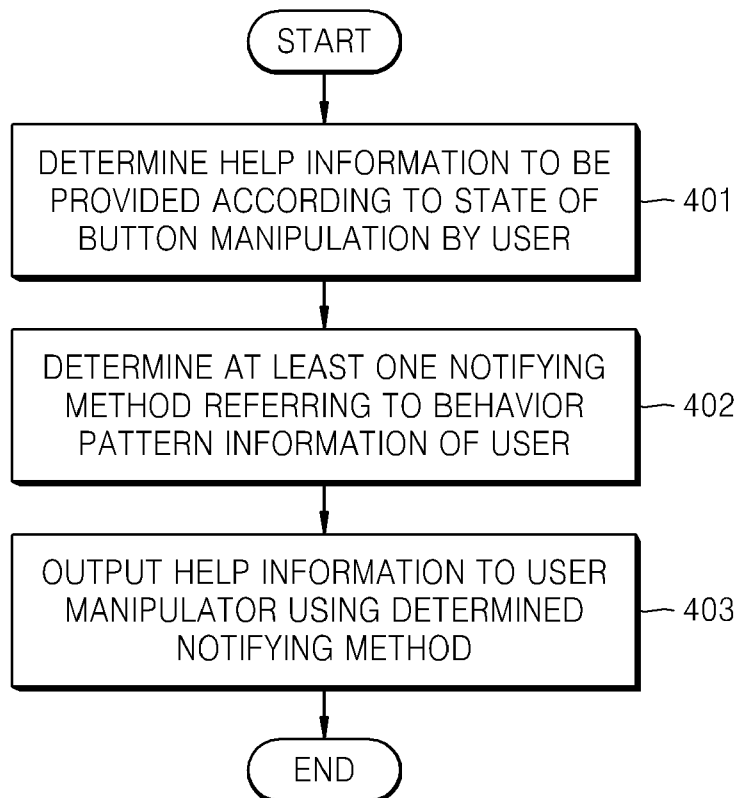 START
DETERMINE HELP INFORMATION TO BE
PROVIDED ACCORDING TO STATE OF
BUTTON MANIPULATION BY USER
401
DETERMINE AT LEAST ONE NOTIFYING
METHOD REFERRING TO BEHAVIOR
PATTERN INFORMATION OF USER
402
OUTPUT HELP INFORMATION TO USER
MANIPULATOR USING DETERMINED
NOTIFYING METHOD
403
END